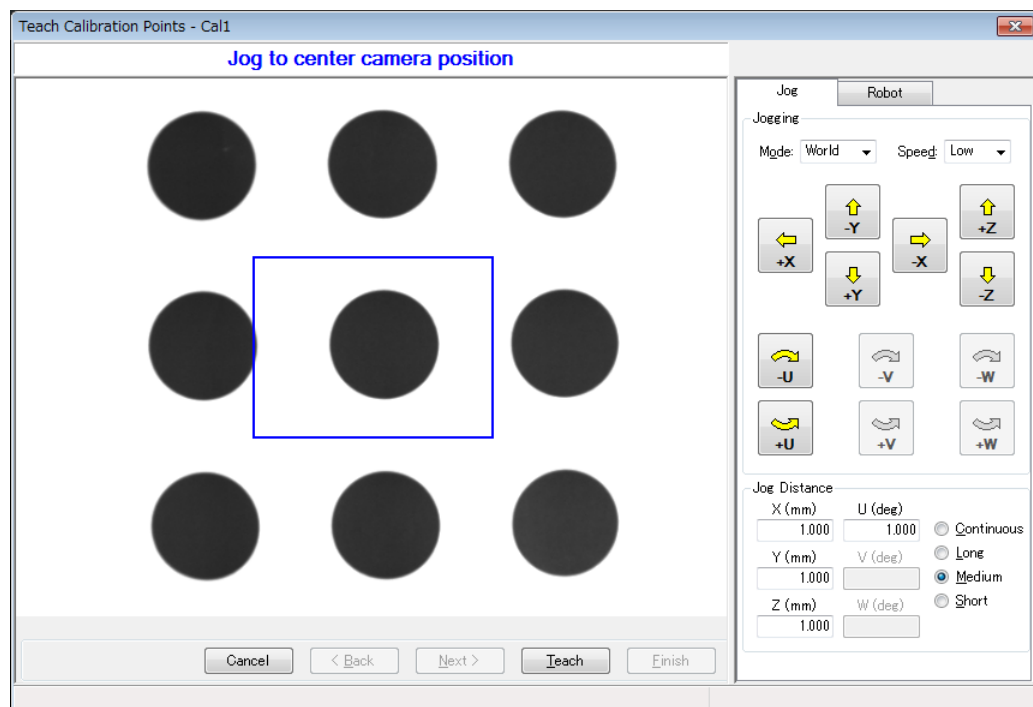 Teach Calibration Points - Cal1
Jog to center camera position
Jog Robot
Jogging
Mode: World Speed: Low
-Y +Z
+X -X
+Y -Z
-U -V -W
+U +V +W
Jog Distance
X (mm) U (deg)
1.000 1.000 Continuous
Y (mm) V (deg) Long
1.000 Medium
Z (mm) W (deg) Short
1.000
Cancel < Back Next > Teach Finish